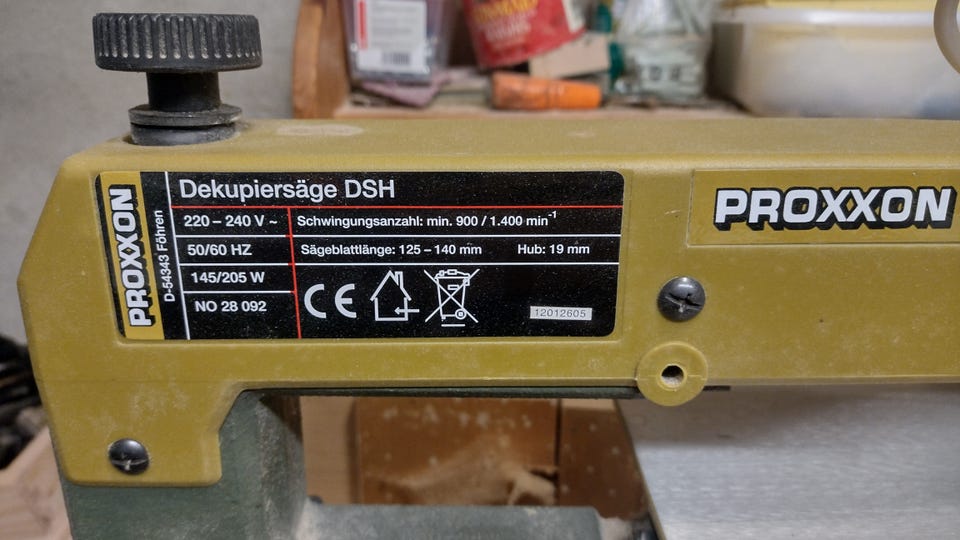 PROXXON
D-54343 Föhren
Dekupiersäge DSH
220 – 240 V ~
Schwingungsanzahl: min. 900 / 1.400 min⁻¹
50/60 HZ
Sägeblattlänge: 125 – 140 mm Hub: 19 mm
145/205 W
NO 28 092
CE
12012605
PROXXON